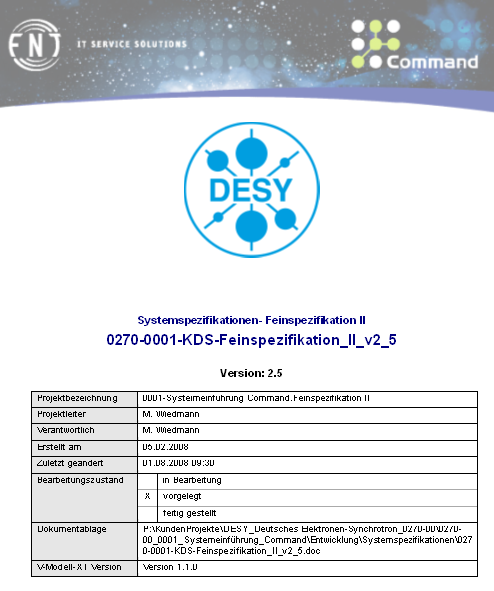 FNT IT SERVICE SOLUTIONS
Command
DESY
Systemspezifikationen- Feinspezifikation II
0270-0001-KDS-Feinspezifikation_II_v2_5
Version: 2.5
Projektbezeichnung 0001-Systemeinführung Command.Feinspezifikation II
Projektleiter M. Wiedmann
Verantwortlich M. Wiedmann
Erstellt am 05.02.2008
Zuletzt geändert 01.08.2008 09:30
Bearbeitungszustand in Bearbeitung
X vorgelegt
fertig gestellt
Dokumentablage P:\KundenProjekte\DESY_Deutsches Elektronen-Synchrotron_0270-00\0270-
00_0001_Systemeinführung_Command\Entwicklung\Systemspezifikationen\027
0-0001-KDS-Feinspezifikation_II_v2_5.doc
V-Modell-XT Version Version 1.1.0